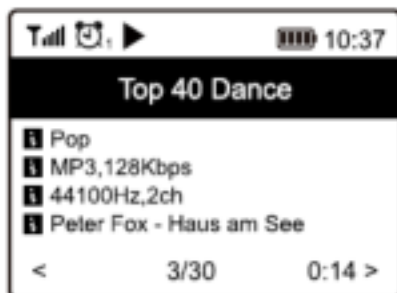 10:37
Top 40 Dance
i Pop
i MP3,128Kbps
i 44100Hz,2ch
i Peter Fox - Haus am See
< 3/30 0:14 >